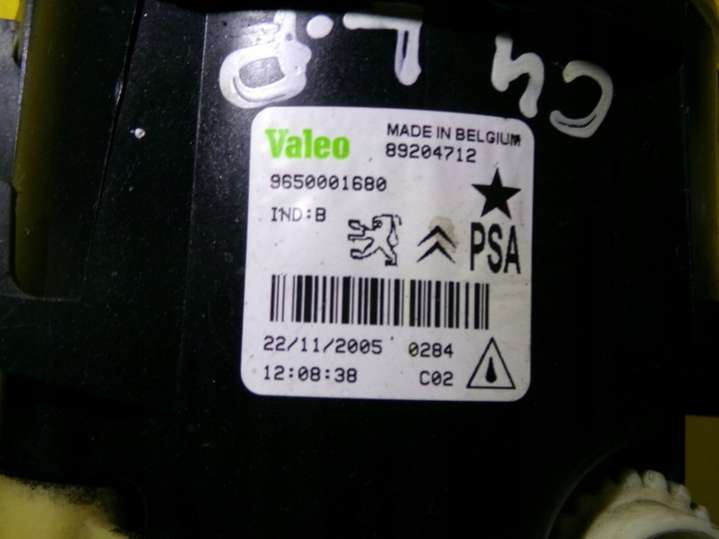 C4 L.P
Valeo MADE IN BELGIUM
89204712
9650001680
IND:B
PSA
22/11/2005 0284
12:08:38 C02